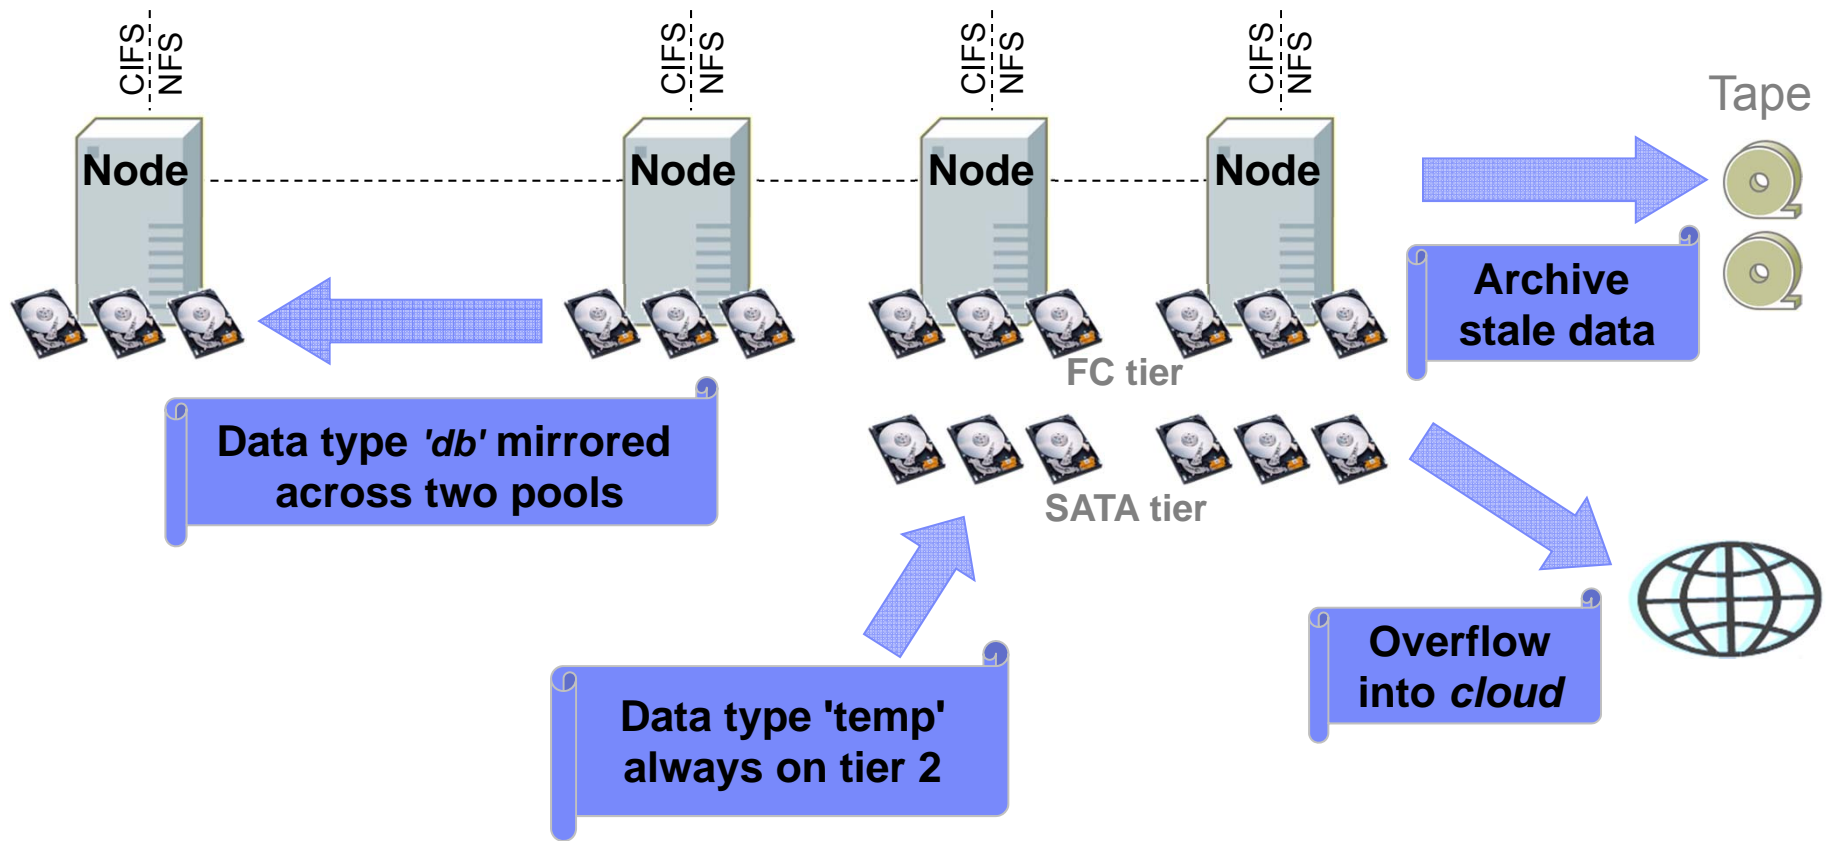 CIFS
NFS
CIFS
NFS
CIFS
NFS
CIFS
NFS
Tape
Node
Node
Node
Node
Archive
stale data
FC tier
Data type 'db' mirrored
across two pools
SATA tier
Overflow
into cloud
Data type 'temp'
always on tier 2